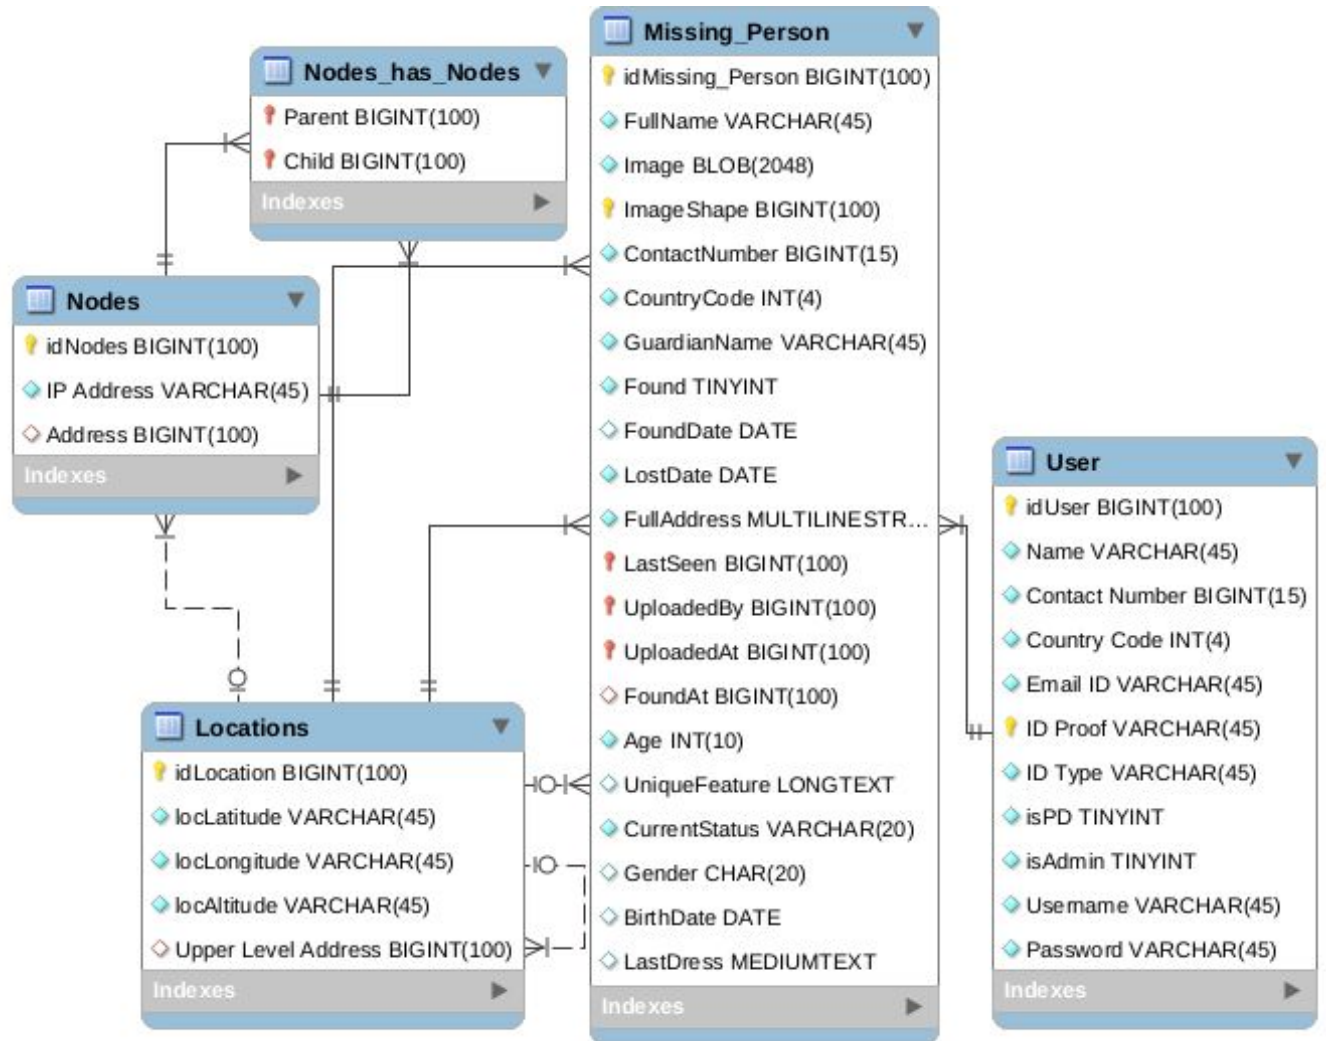 Nodes_has_Nodes
Parent BIGINT(100)
Child BIGINT(100)
Indexes
Nodes
idNodes BIGINT(100)
IP Address VARCHAR(45)
Address BIGINT(100)
Indexes
Locations
idLocation BIGINT(100)
locLatitude VARCHAR(45)
locLongitude VARCHAR(45)
locAltitude VARCHAR(45)
Upper Level Address BIGINT(100)
Indexes
Missing_Person
idMissing_Person BIGINT(100)
FullName VARCHAR(45)
Image BLOB(2048)
ImageShape BIGINT(100)
ContactNumber BIGINT(15)
CountryCode INT(4)
GuardianName VARCHAR(45)
Found TINYINT
FoundDate DATE
LostDate DATE
FullAddress MULTILINESTR...
LastSeen BIGINT(100)
UploadedBy BIGINT(100)
UploadedAt BIGINT(100)
FoundAt BIGINT(100)
Age INT(10)
UniqueFeature LONGTEXT
CurrentStatus VARCHAR(20)
Gender CHAR(20)
BirthDate DATE
LastDress MEDIUMTEXT
Indexes
User
idUser BIGINT(100)
Name VARCHAR(45)
Contact Number BIGINT(15)
Country Code INT(4)
Email ID VARCHAR(45)
ID Proof VARCHAR(45)
ID Type VARCHAR(45)
isPD TINYINT
isAdmin TINYINT
Username VARCHAR(45)
Password VARCHAR(45)
Indexes